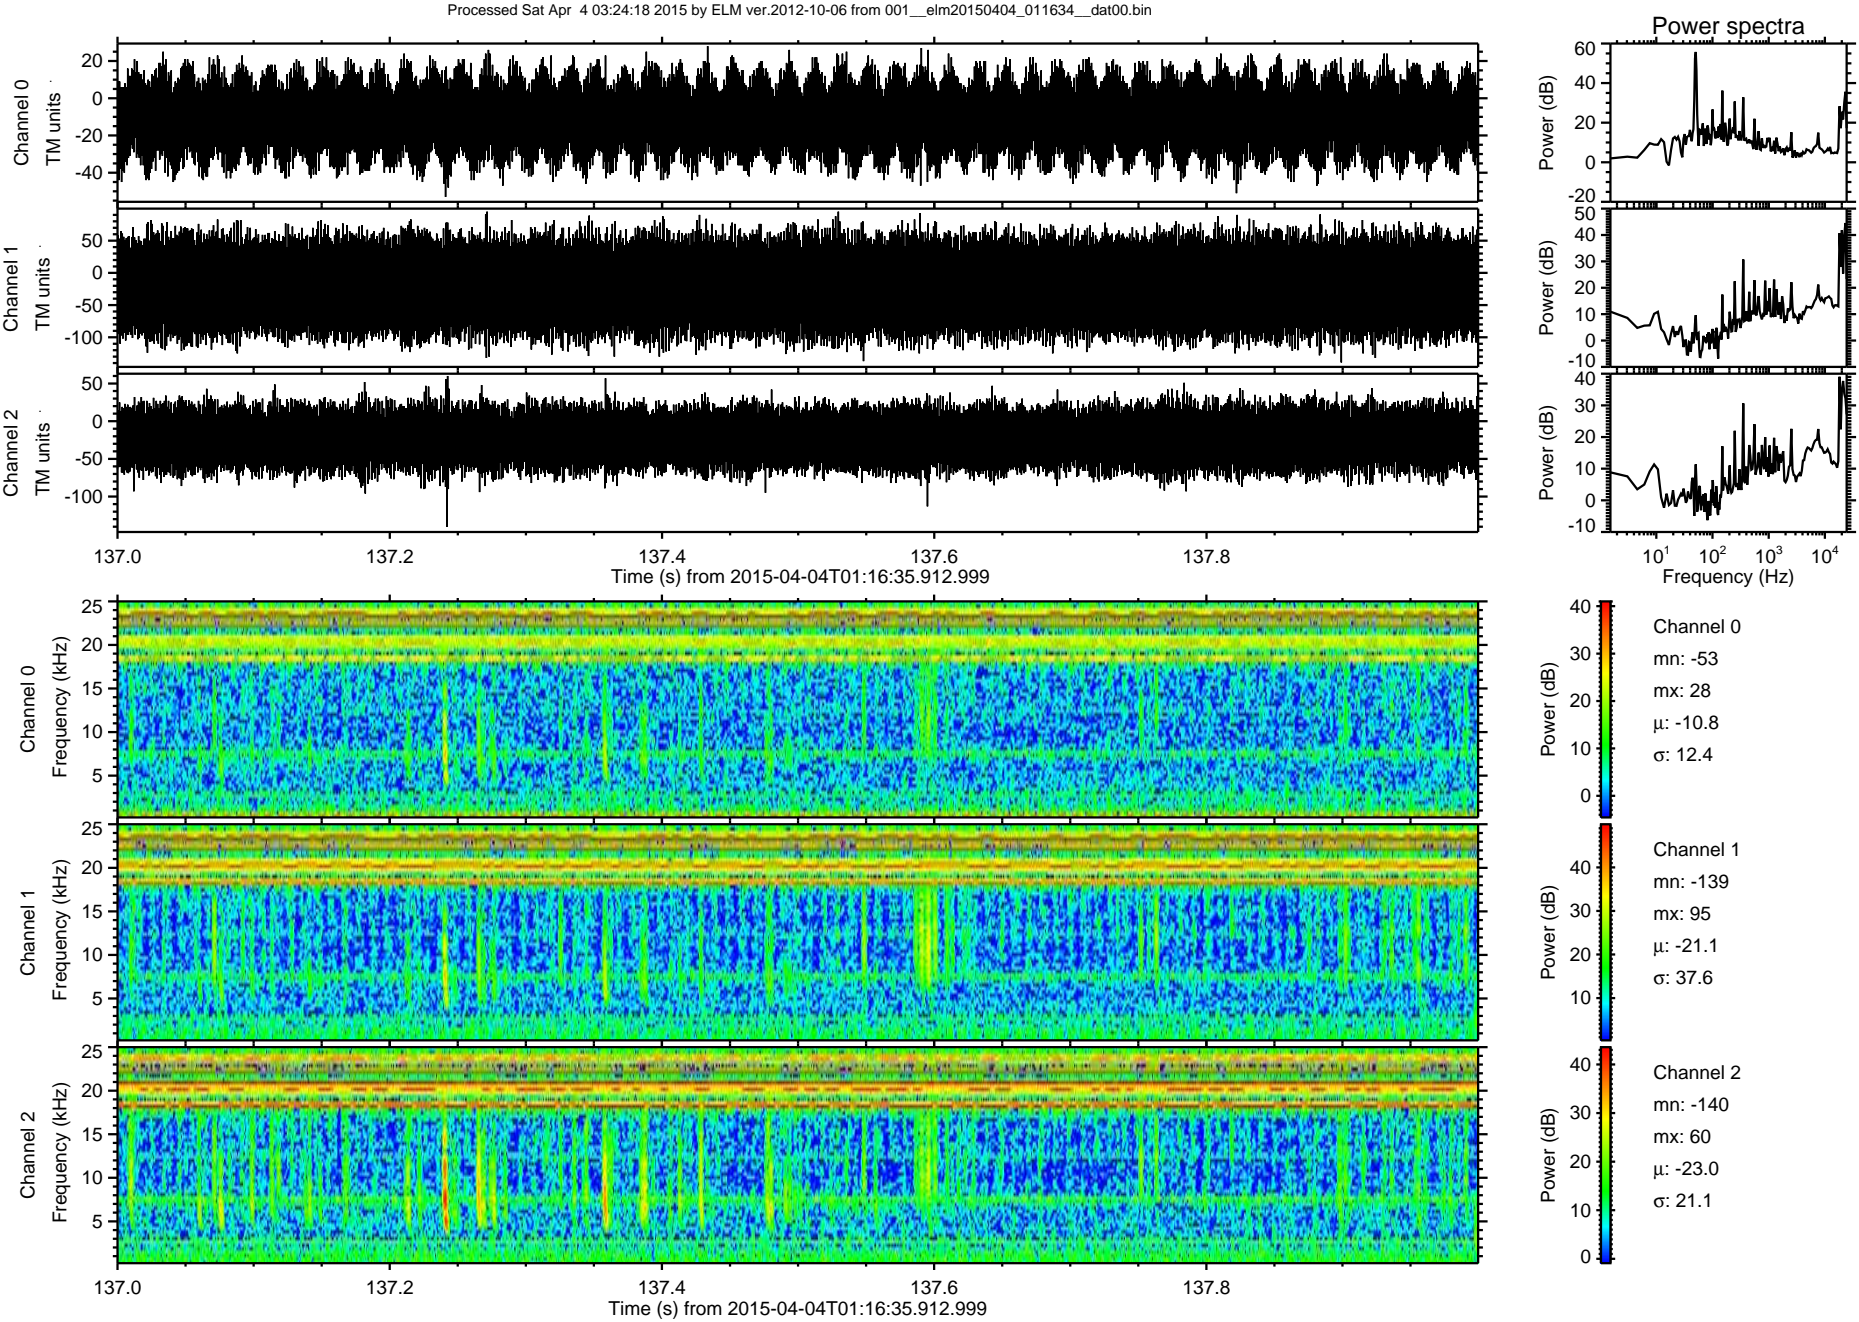 Processed Sat Apr  4 03:24:18 2015 by ELM ver.2012-10-06 from 001__elm20150404_011634__dat00.bin
Power spectra
Channel 0
TM units
20
0
-20
-40
Power (dB)
60
40
20
0
-20
Channel 1
TM units
50
0
-50
-100
Power (dB)
50
40
30
20
10
0
-10
Channel 2
TM units
50
0
-50
-100
Power (dB)
40
30
20
10
0
-10
137.0 137.2 137.4 137.6 137.8
Time (s) from 2015-04-04T01:16:35.912.999
10¹ 10² 10³ 10⁴
Frequency (Hz)
Channel 0
Frequency (kHz)
25
20
15
10
5
Power (dB)
40
30
20
10
0
Channel 0
mn: -53
mx: 28
μ: -10.8
σ: 12.4
Channel 1
Frequency (kHz)
25
20
15
10
5
Power (dB)
40
30
20
10
Channel 1
mn: -139
mx: 95
μ: -21.1
σ: 37.6
Channel 2
Frequency (kHz)
25
20
15
10
5
Power (dB)
40
30
20
10
0
Channel 2
mn: -140
mx: 60
μ: -23.0
σ: 21.1
137.0 137.2 137.4 137.6 137.8
Time (s) from 2015-04-04T01:16:35.912.999